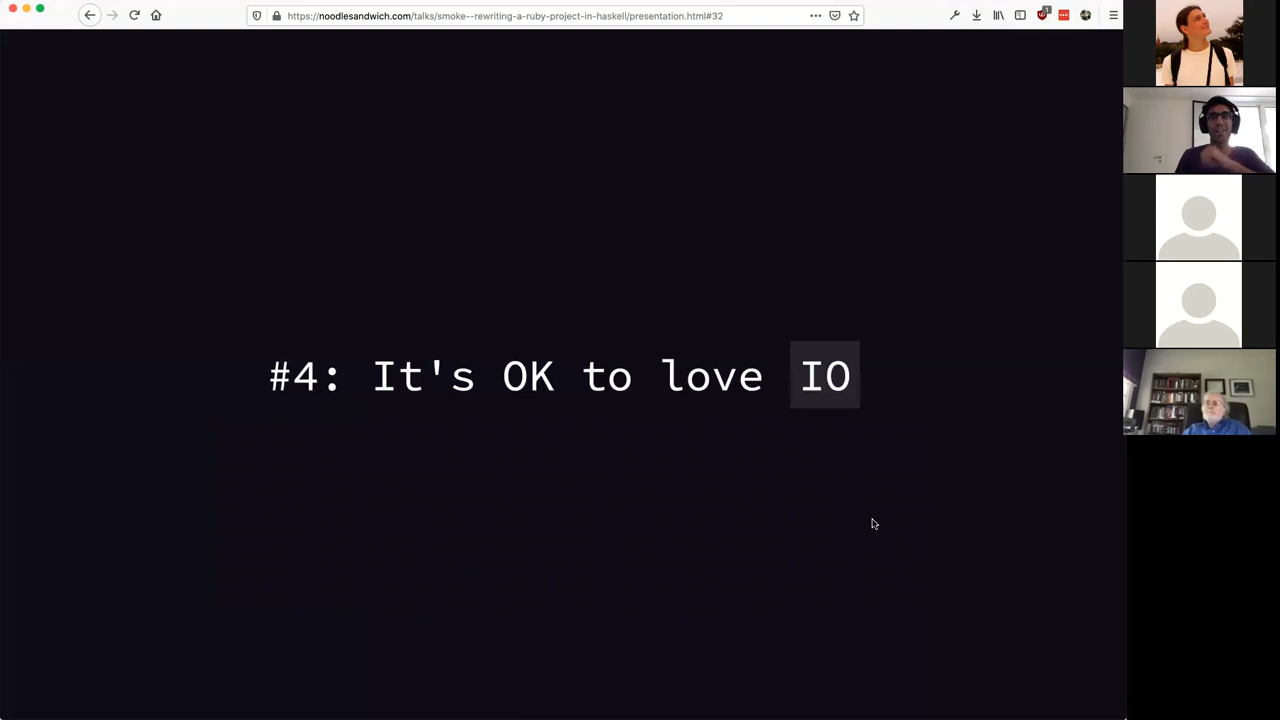 https://noodlesandwich.com/talks/smoke--rewriting-a-ruby-project-in-haskell/presentation.html#32
1
#4: It's OK to love IO